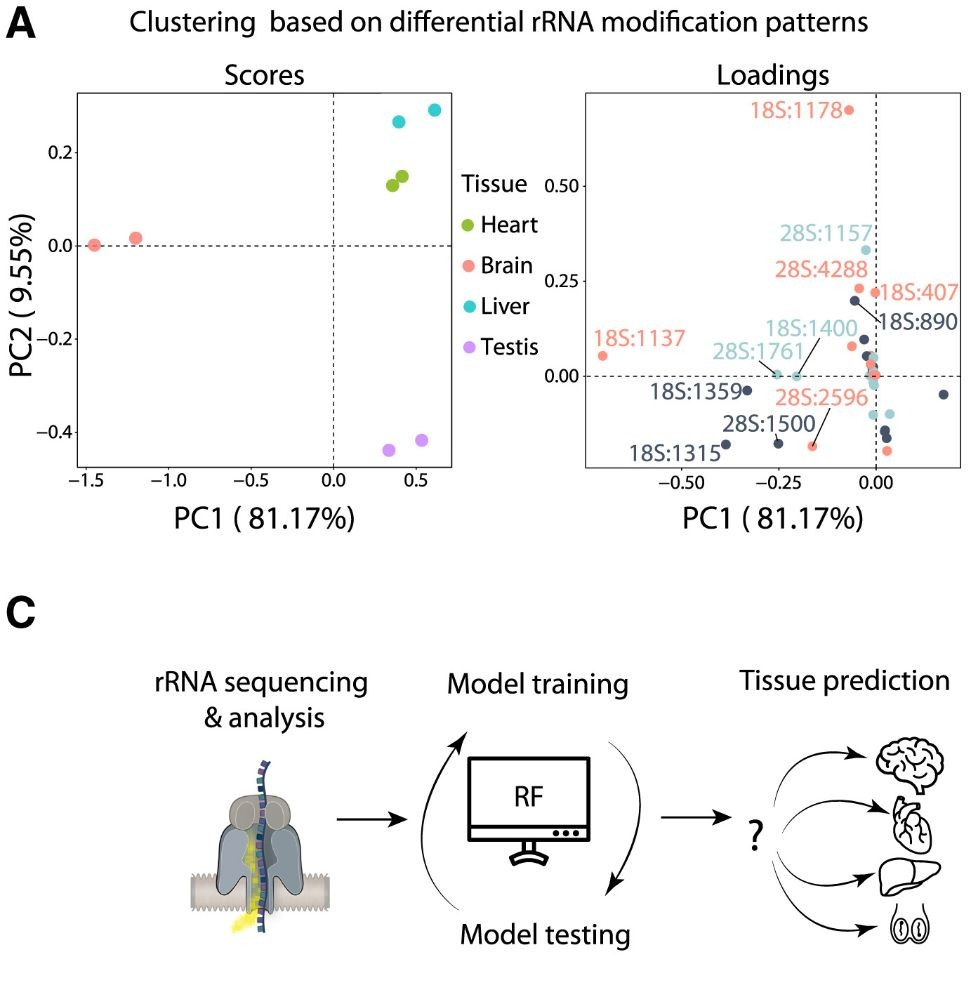 A
Clustering based on differential rRNA modification patterns
Scores
0.2
0.0
−0.2
−0.4
PC2 ( 9.55%)
−1.5
−1.0
−0.5
0.0
0.5
PC1 ( 81.17%)
Tissue
Heart
Brain
Liver
Testis
Loadings
0.50
0.25
0.00
18S:1178
28S:1157
28S:4288
18S:407
18S:890
18S:1400
18S:1137
28S:1761
18S:1359
28S:2596
28S:1500
18S:1315
−0.50
−0.25
0.00
PC1 ( 81.17%)
C
rRNA sequencing
& analysis
Model training
RF
Model testing
Tissue prediction
?